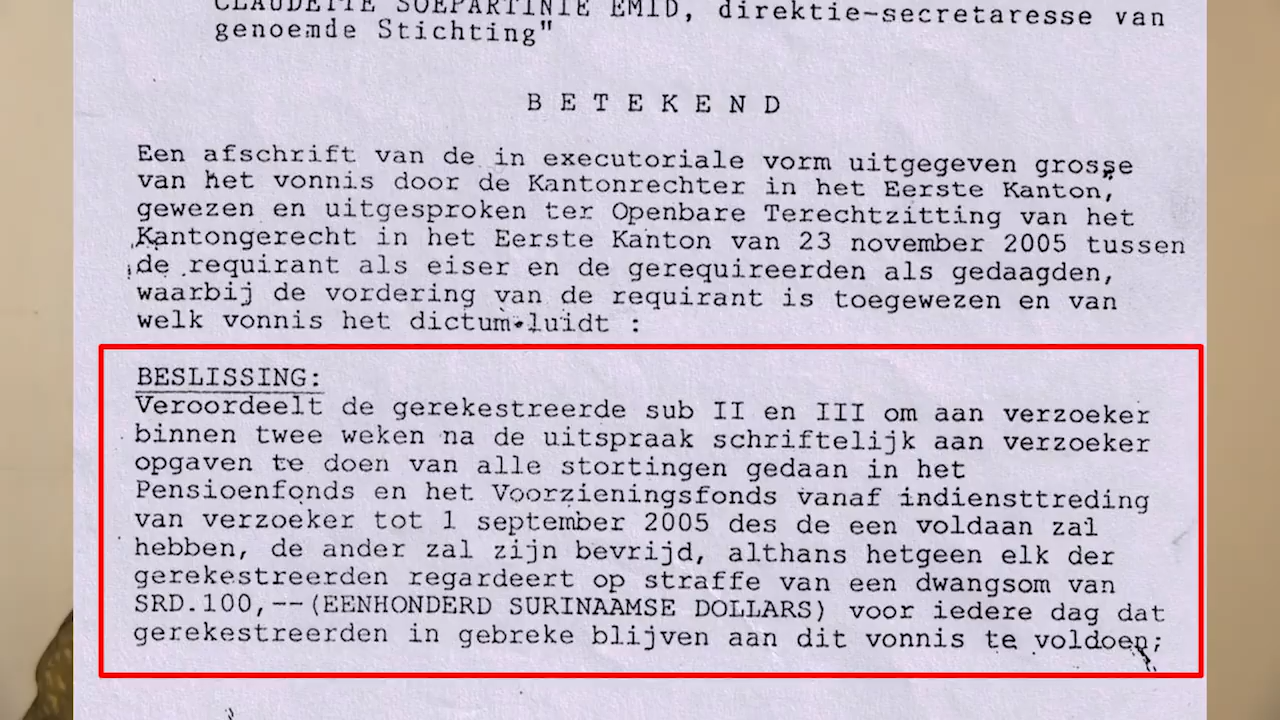 CLAUDETTE SOEPARTINIE EMID, direktie-secretaresse van
genoemde Stichting"
B E T E K E N D
Een afschrift van de in executoriale vorm uitgegeven grosse
van het vonnis door de Kantonrechter in het Eerste Kanton,
gewezen en uitgesproken ter Openbare Terechtzitting van het
Kantongerecht in het Eerste Kanton van 23 november 2005 tussen
de requirant als eiser en de gerequireerden als gedaagden,
waarbij de vordering van de requirant is toegewezen en van
welk vonnis het dictum luidt :
BESLISSING:
Veroordeelt de gerekestreerde sub II en III om aan verzoeker
binnen twee weken na de uitspraak schriftelijk aan verzoeker
opgaven te doen van alle stortingen gedaan in het
Pensioenfonds en het Voorzieningsfonds vanaf indiensttreding
van verzoeker tot 1 september 2005 des de een voldaan zal
hebben, de ander zal zijn bevrijd, althans hetgeen elk der
gerekestreerden regardeert op straffe van een dwangsom van
SRD.100,--(EENHONDERD SURINAAMSE DOLLARS) voor iedere dag dat
gerekestreerden in gebreke blijven aan dit vonnis te voldoen;